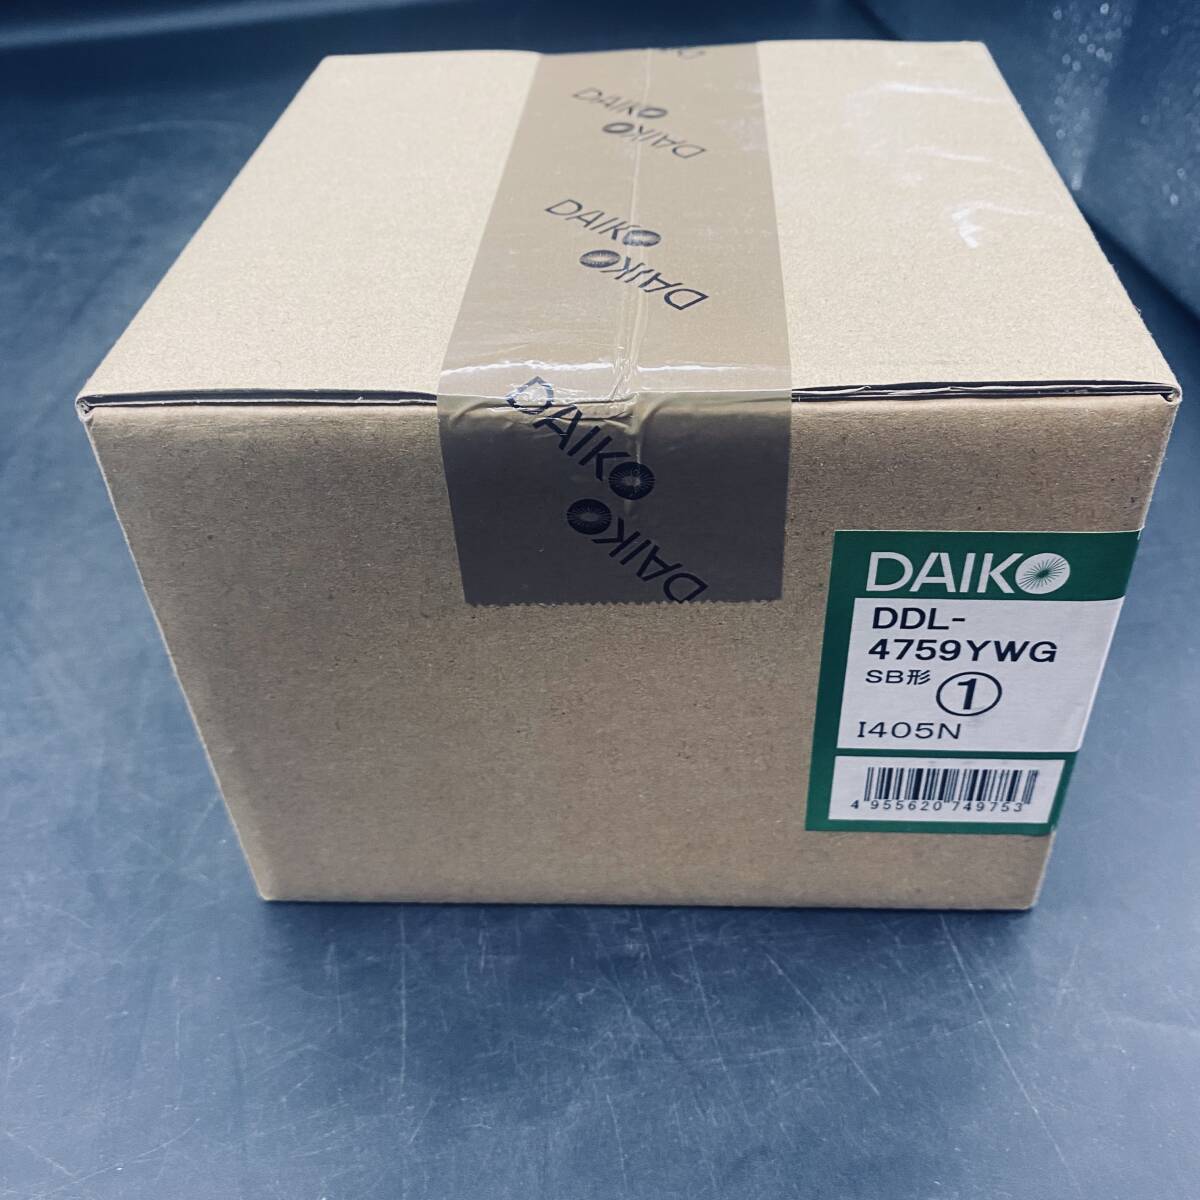 DAIKO
DAIKO
DAIKO
DAIKO
DAIKO
DAIKO
DAIKO
DDL-
4759YWG
SB形 ①
I405N
4 955620 749753